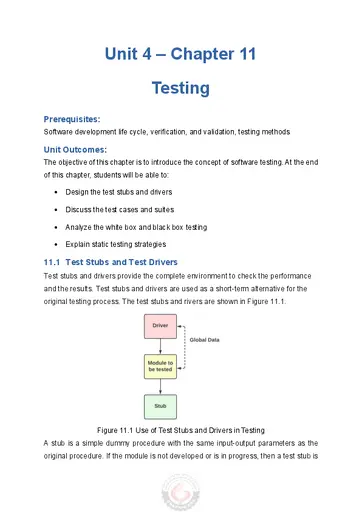 Unit 4 – Chapter 11
Testing
Prerequisites:
Software development life cycle, verification, and validation, testing methods
Unit Outcomes:
The objective of this chapter is to introduce the concept of software testing. At the end
of this chapter, students will be able to:
• Design the test stubs and drivers
• Discuss the test cases and suites
• Analyze the white box and black box testing
• Explain static testing strategies
11.1 Test Stubs and Test Drivers
Test stubs and drivers provide the complete environment to check the performance
and the results. Test stubs and drivers are used as a short-term alternative for the
original testing process. The test stubs and rivers are shown in Figure 11.1.
Driver
Global Data
Module to
be tested
Stub
Figure 11.1 Use of Test Stubs and Drivers in Testing
A stub is a simple dummy procedure with the same input-output parameters as the
original procedure. If the module is not developed or is in progress, then a test stub is